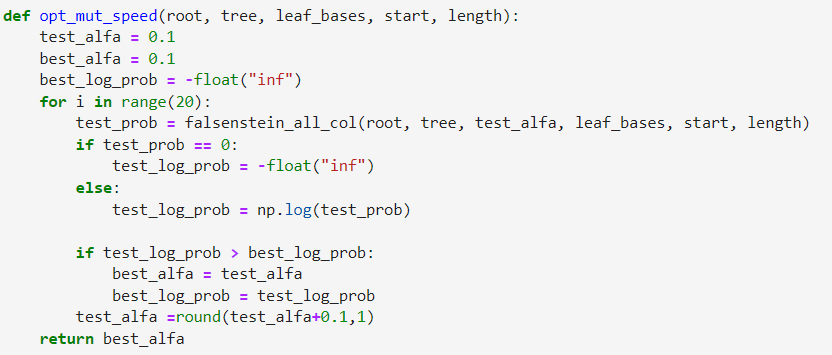 def opt_mut_speed(root, tree, leaf_bases, start, length):
    test_alfa = 0.1
    best_alfa = 0.1
    best_log_prob = -float("inf")
    for i in range(20):
        test_prob = falsenstein_all_col(root, tree, test_alfa, leaf_bases, start, length)
        if test_prob == 0:
            test_log_prob = -float("inf")
        else:
            test_log_prob = np.log(test_prob)

        if test_log_prob > best_log_prob:
            best_alfa = test_alfa
            best_log_prob = test_log_prob
        test_alfa =round(test_alfa+0.1,1)
    return best_alfa